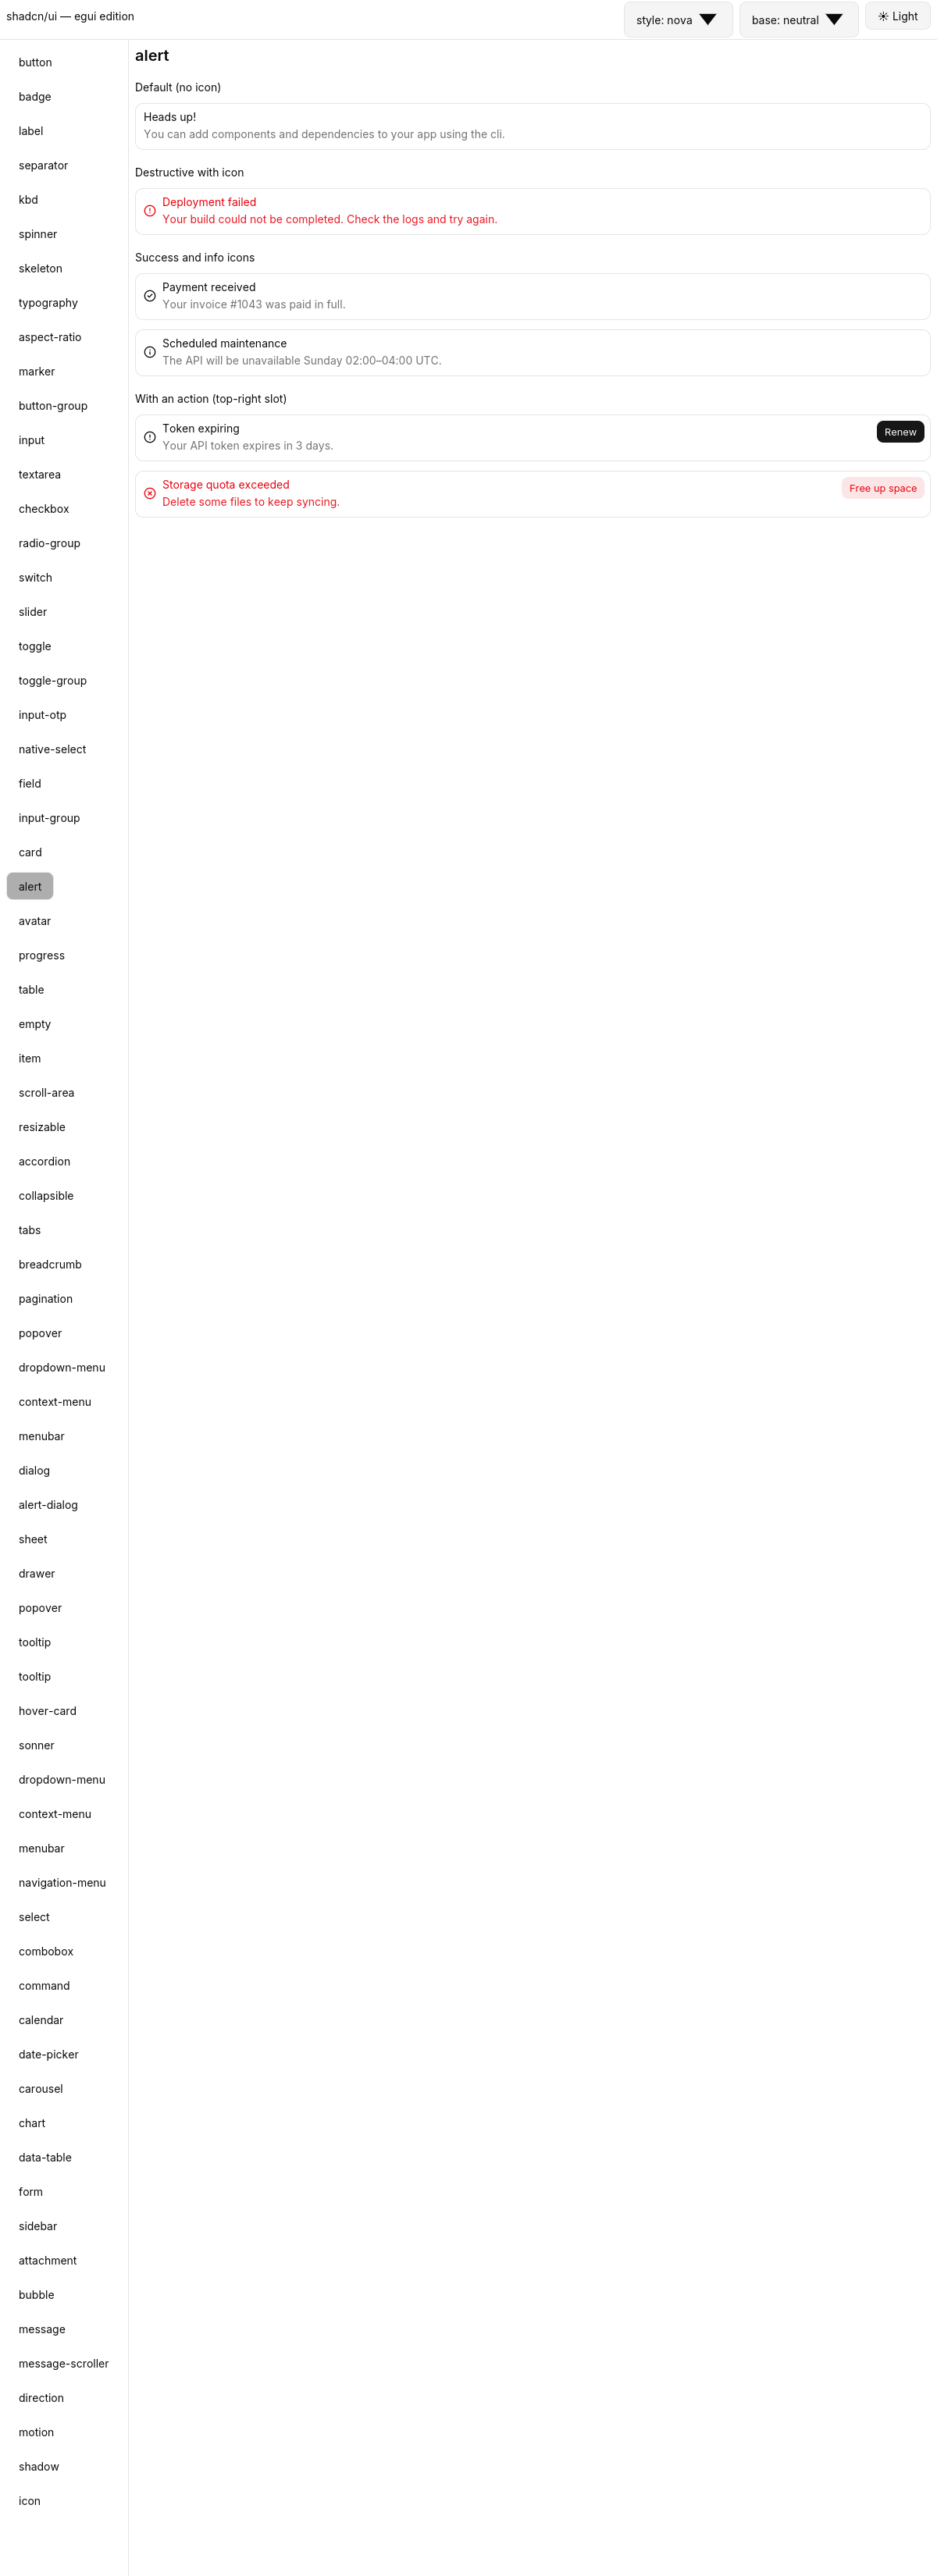 shadcn/ui — egui edition
style: nova
base: neutral
☀ Light
button
badge
label
separator
kbd
spinner
skeleton
typography
aspect-ratio
marker
button-group
input
textarea
checkbox
radio-group
switch
slider
toggle
toggle-group
input-otp
native-select
field
input-group
card
alert
avatar
progress
table
empty
item
scroll-area
resizable
accordion
collapsible
tabs
breadcrumb
pagination
popover
dropdown-menu
context-menu
menubar
dialog
alert-dialog
sheet
drawer
popover
tooltip
tooltip
hover-card
sonner
dropdown-menu
context-menu
menubar
navigation-menu
select
combobox
command
calendar
date-picker
carousel
chart
data-table
form
sidebar
attachment
bubble
message
message-scroller
direction
motion
shadow
icon
alert
Default (no icon)
Heads up!
You can add components and dependencies to your app using the cli.
Destructive with icon
Deployment failed
Your build could not be completed. Check the logs and try again.
Success and info icons
Payment received
Your invoice #1043 was paid in full.
Scheduled maintenance
The API will be unavailable Sunday 02:00–04:00 UTC.
With an action (top-right slot)
Token expiring
Your API token expires in 3 days.
Renew
Storage quota exceeded
Delete some files to keep syncing.
Free up space